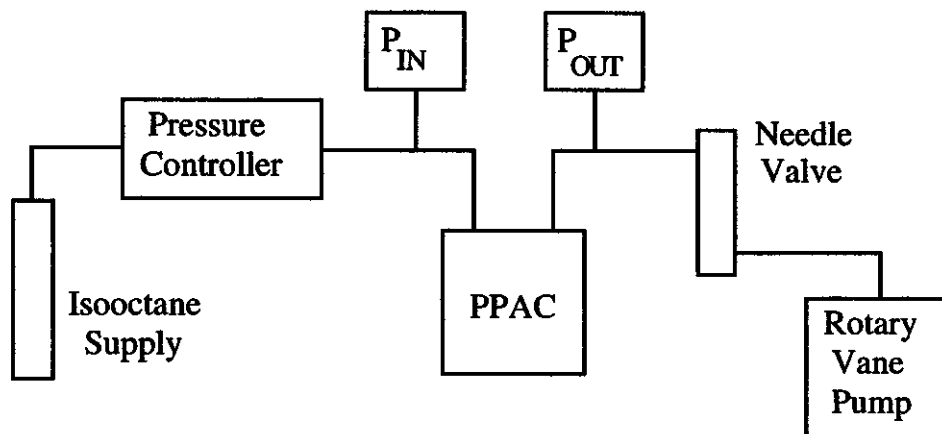 P_IN
P_OUT
Pressure
Controller
Needle
Valve
Isooctane
Supply
PPAC
Rotary
Vane
Pump